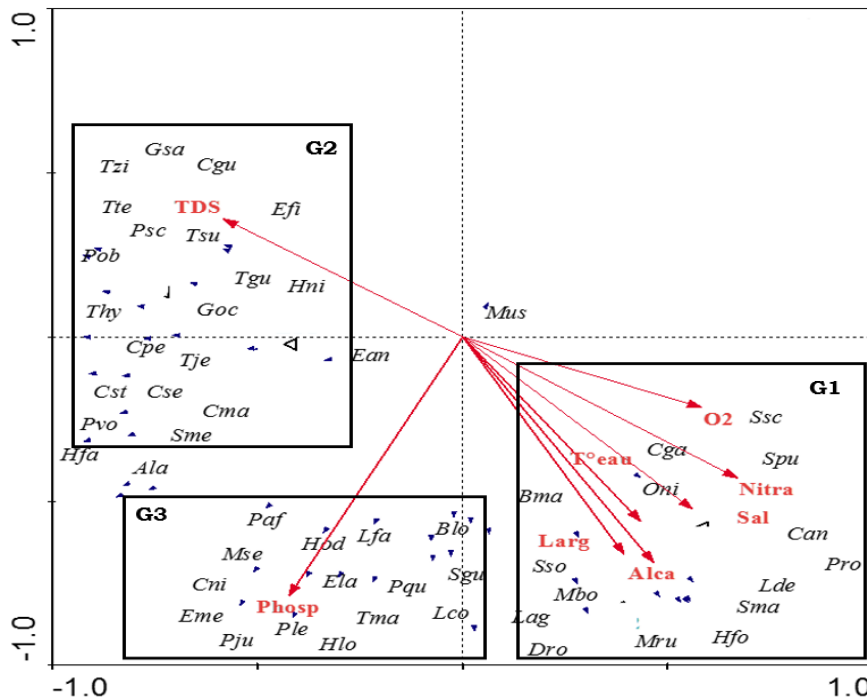 1.0
G2
Gsa
Tzi
Cgu
Tte
TDS
Efi
Psc
Tsu
Pob
Tgu
Hni
Thy
Goc
Mus
Cpe
Tje
Ean
Cst
Cse
Cma
Pvo
Sme
Hfa
Ala
G1
O2
Ssc
T°eau
Cga
Spu
Bma
Oni
Nitra
Sal
Larg
Can
Sso
Alca
Pro
Mbo
Lde
Sma
Lag
Mru
Hfo
Dro
G3
Paf
Hod
Lfa
Blo
Mse
Sgu
Cni
Ela
Pqu
Phosp
Eme
Tma
Lco
Ple
Pju
Hlo
-1.0
-1.0
1.0